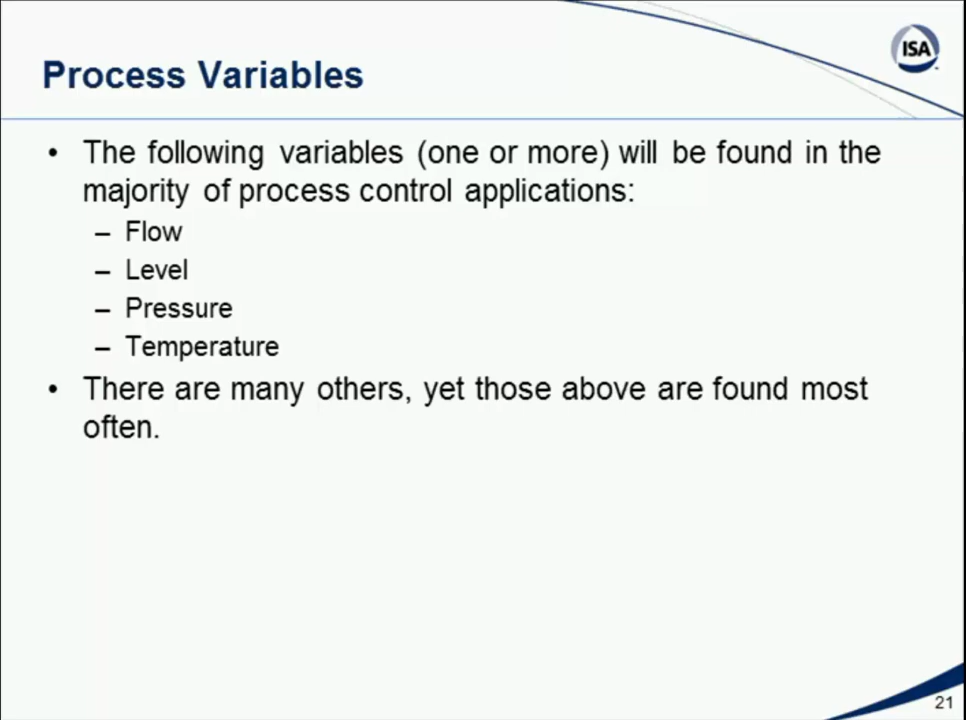 ISA
Process Variables
• The following variables (one or more) will be found in the
majority of process control applications:
– Flow
– Level
– Pressure
– Temperature
• There are many others, yet those above are found most
often.
21